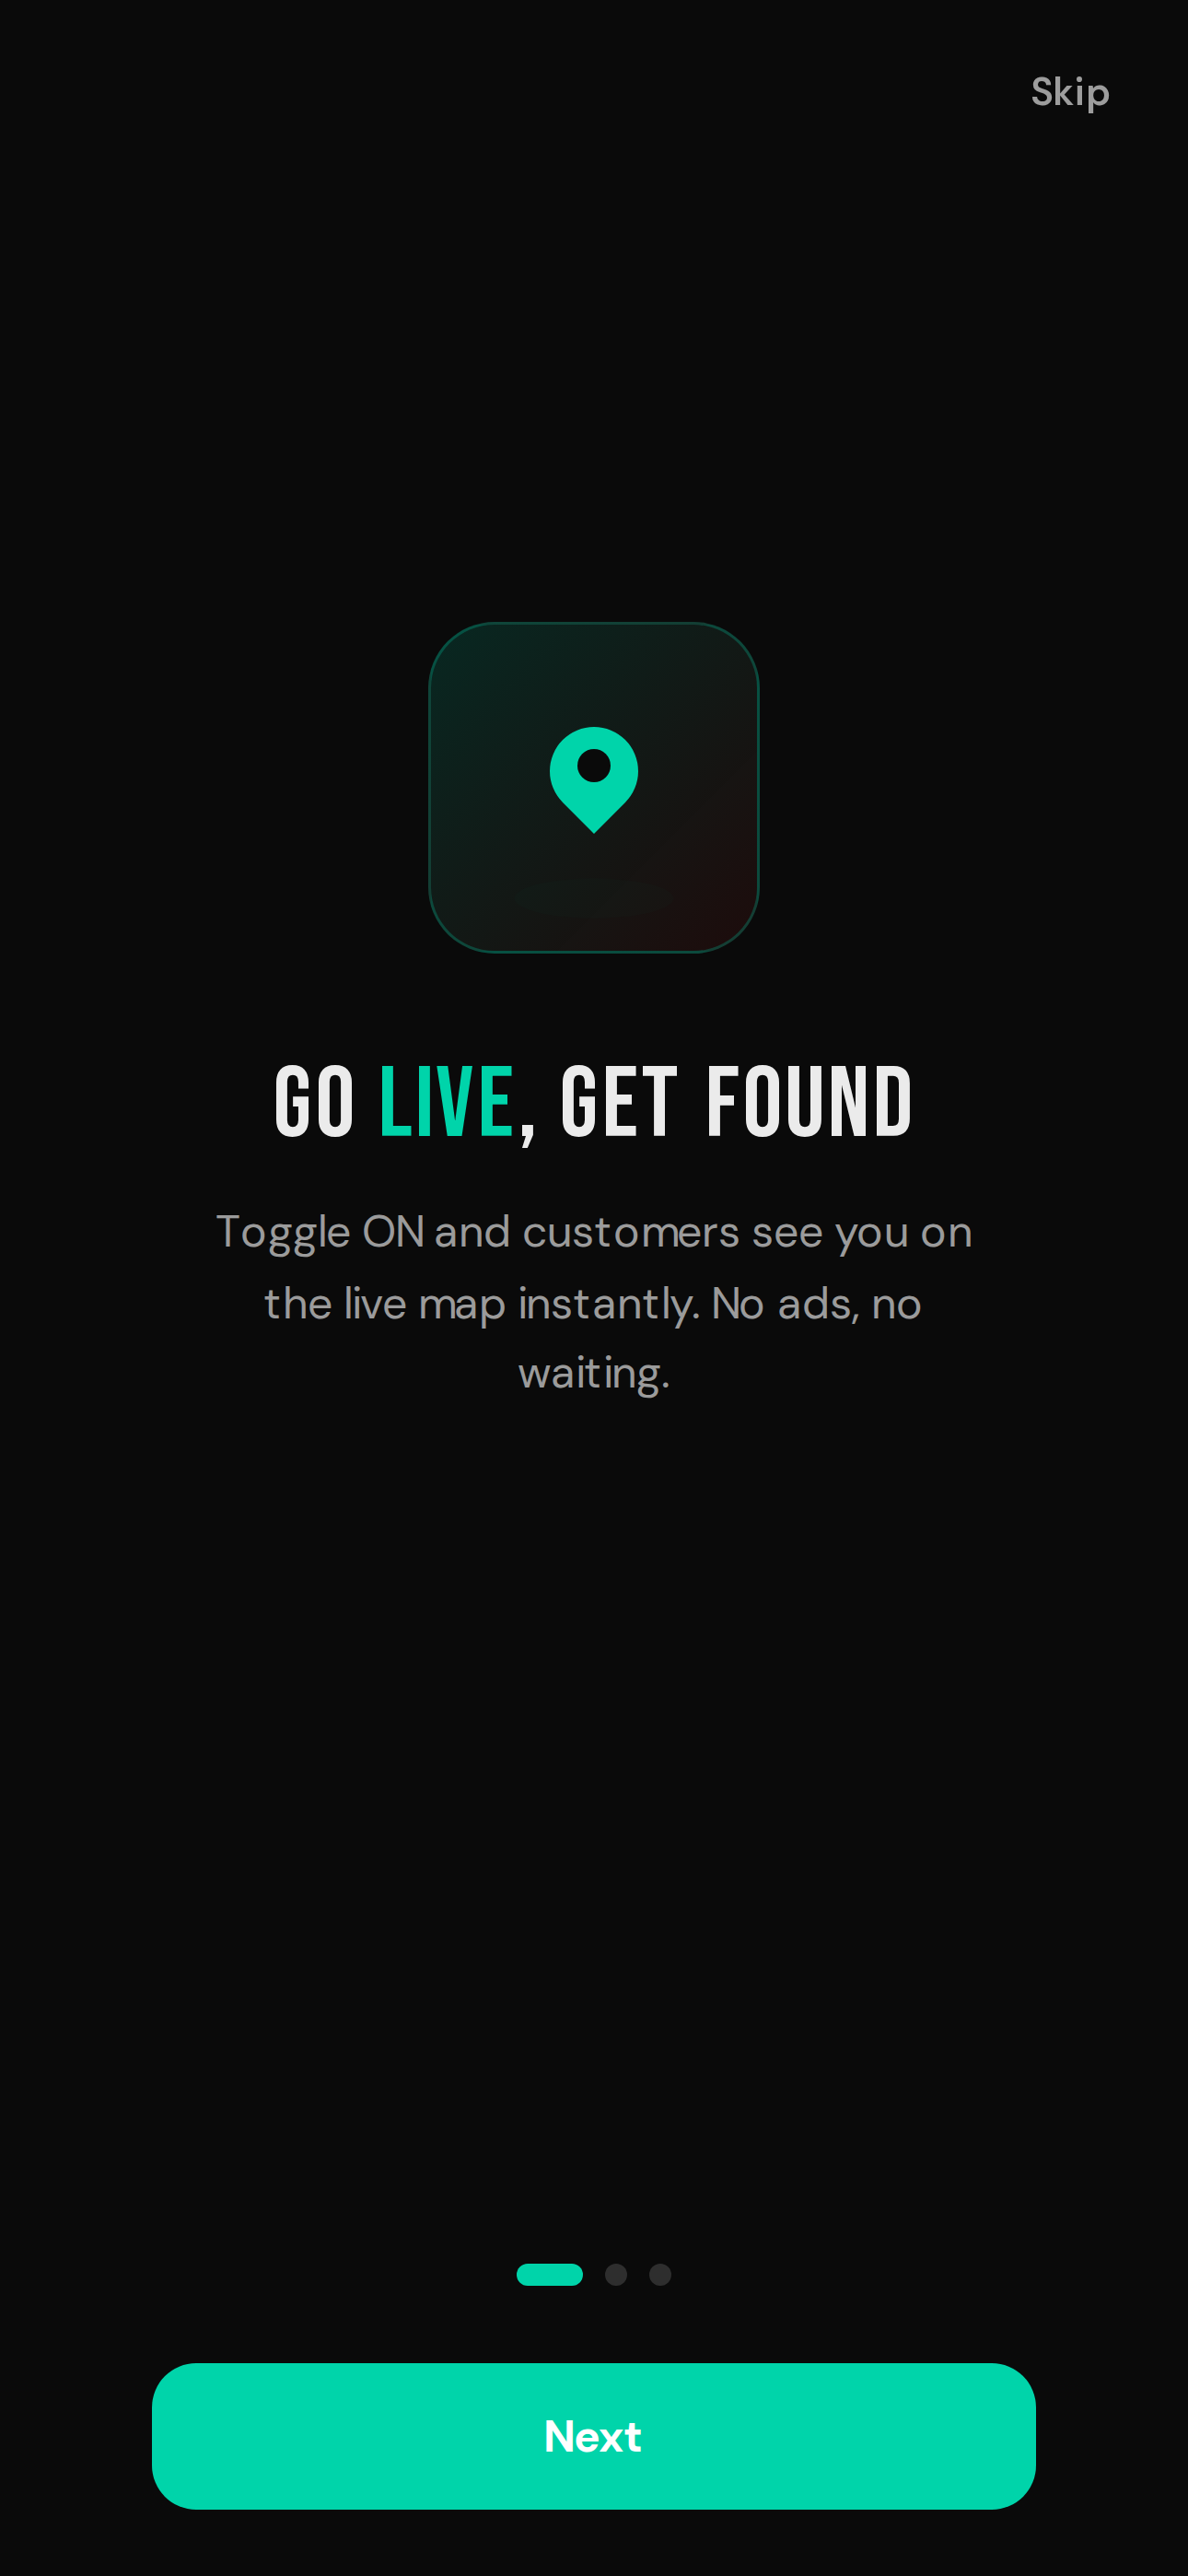 Skip
GO LIVE, GET FOUND
Toggle ON and customers see you on
the live map instantly. No ads, no
waiting.
Next